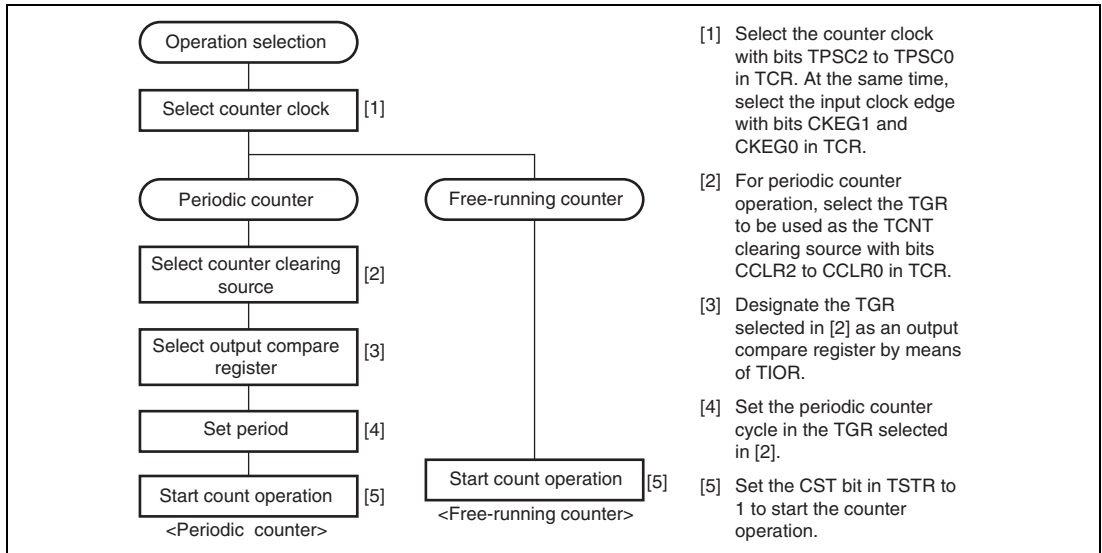 Operation selection
Select counter clock
[1]
Periodic counter
Free-running counter
Select counter clearing
source
[2]
Select output compare
register
[3]
Set period
[4]
Start count operation
[5]
<Periodic counter>
Start count operation
[5]
<Free-running counter>
[1] Select the counter clock
with bits TPSC2 to TPSC0
in TCR. At the same time,
select the input clock edge
with bits CKEG1 and
CKEG0 in TCR.
[2] For periodic counter
operation, select the TGR
to be used as the TCNT
clearing source with bits
CCLR2 to CCLR0 in TCR.
[3] Designate the TGR
selected in [2] as an output
compare register by means
of TIOR.
[4] Set the periodic counter
cycle in the TGR selected
in [2].
[5] Set the CST bit in TSTR to
1 to start the counter
operation.